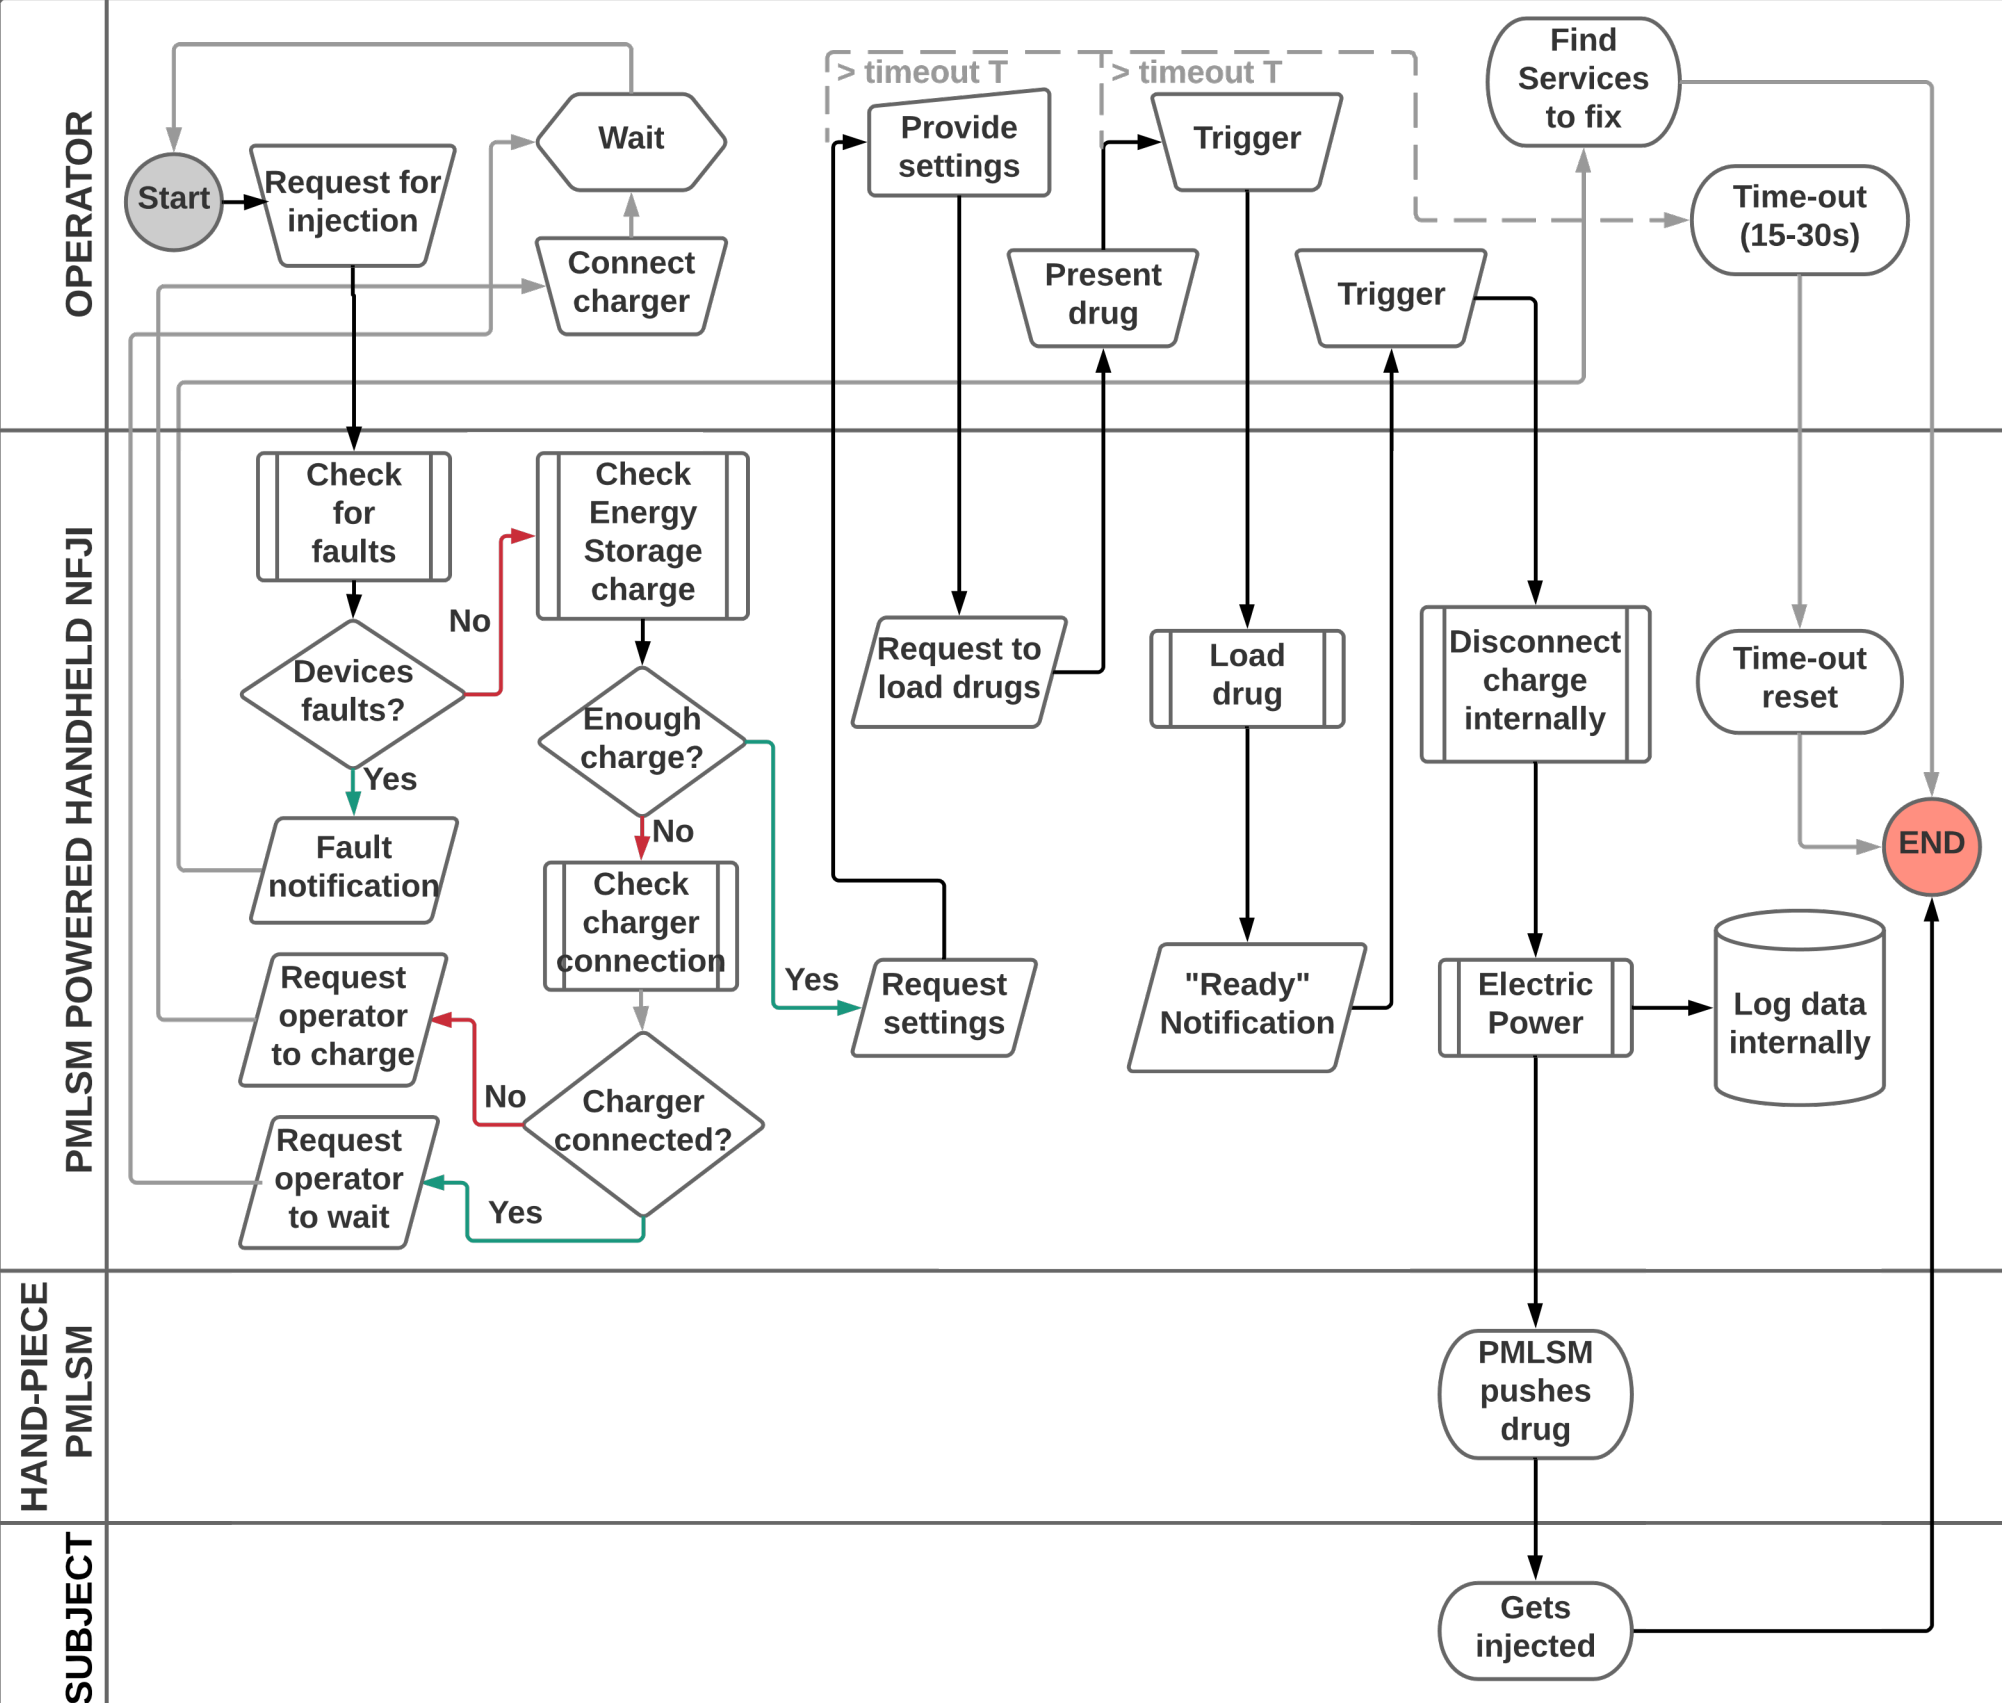 OPERATOR
Start
Request for
injection
Wait
Connect
charger
> timeout T
Provide
settings
> timeout T
Trigger
Present
drug
Trigger
Find
Services
to fix
Time-out
(15-30s)
PMLSM POWERED HANDHELD NFJI
Check
for
faults
Devices
faults?
No
Yes
Fault
notification
Check
Energy
Storage
charge
Enough
charge?
No
Yes
Check
charger
connection
Charger
connected?
No
Yes
Request
operator
to charge
Request
operator
to wait
Request
settings
Request to
load drugs
Load
drug
"Ready"
Notification
Disconnect
charge
internally
Electric
Power
Log data
internally
Time-out
reset
END
HAND-PIECE
PMLSM
PMLSM
pushes
drug
SUBJECT
Gets
injected